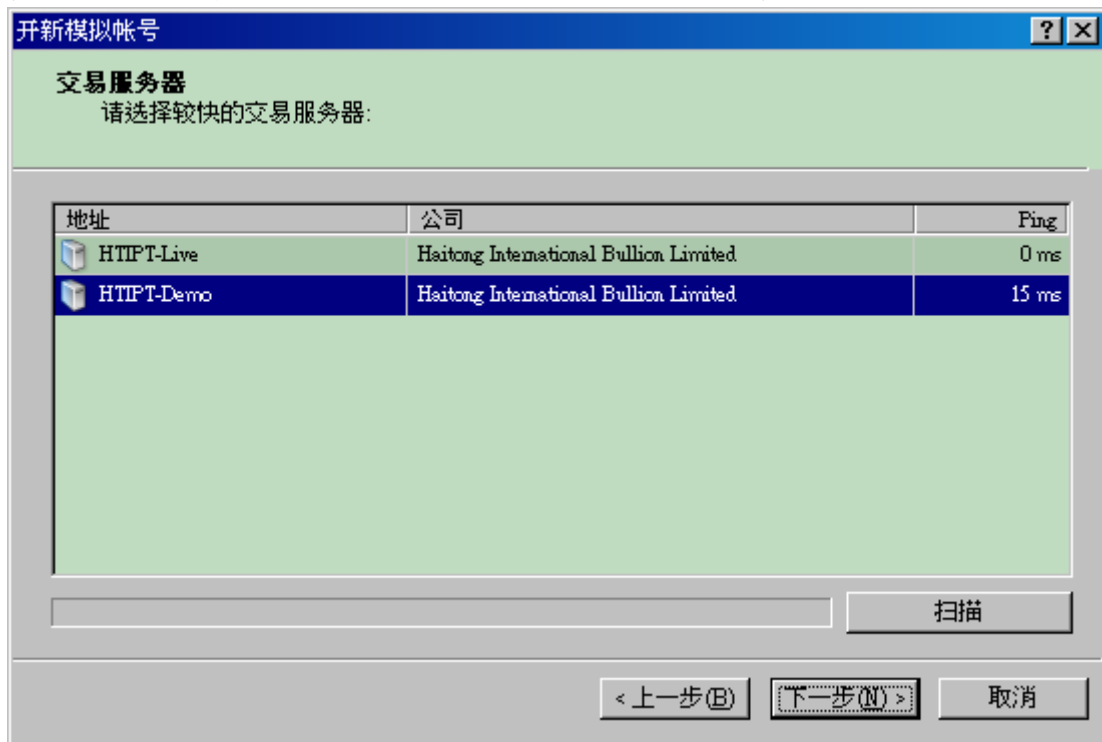 开新模拟帐号
交易服务器
请选择较快的交易服务器:
地址 公司 Ping
HTIPT-Live Haitong International Bullion Limited 0 ms
HTIPT-Demo Haitong International Bullion Limited 15 ms
扫描
<上一步(B) 下一步(N)> 取消